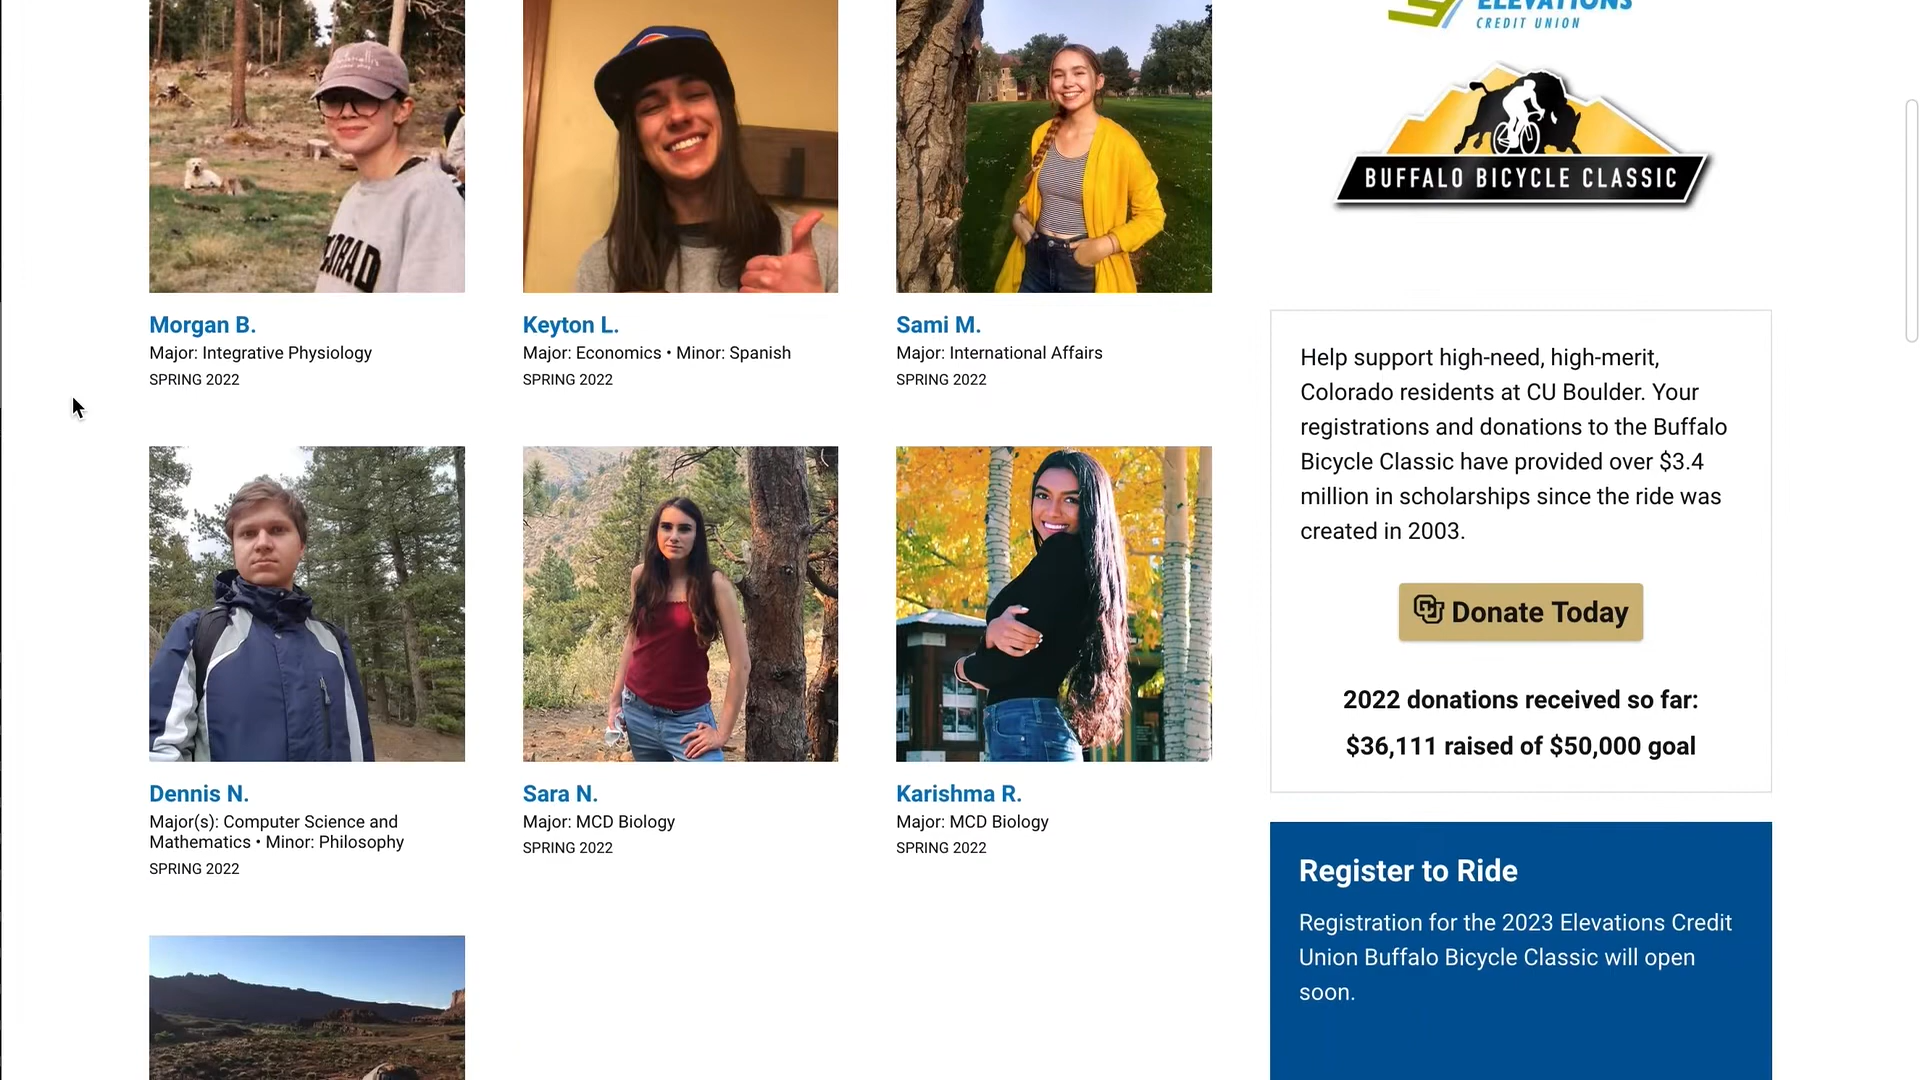 ELEVATIONS
CREDIT UNION
BUFFALO BICYCLE CLASSIC
Morgan B.
Major: Integrative Physiology
SPRING 2022
Keyton L.
Major: Economics • Minor: Spanish
SPRING 2022
Sami M.
Major: International Affairs
SPRING 2022
Help support high-need, high-merit,
Colorado residents at CU Boulder. Your
registrations and donations to the Buffalo
Bicycle Classic have provided over $3.4
million in scholarships since the ride was
created in 2003.
Donate Today
2022 donations received so far:
$36,111 raised of $50,000 goal
Dennis N.
Major(s): Computer Science and
Mathematics • Minor: Philosophy
SPRING 2022
Sara N.
Major: MCD Biology
SPRING 2022
Karishma R.
Major: MCD Biology
SPRING 2022
Register to Ride
Registration for the 2023 Elevations Credit
Union Buffalo Bicycle Classic will open
soon.